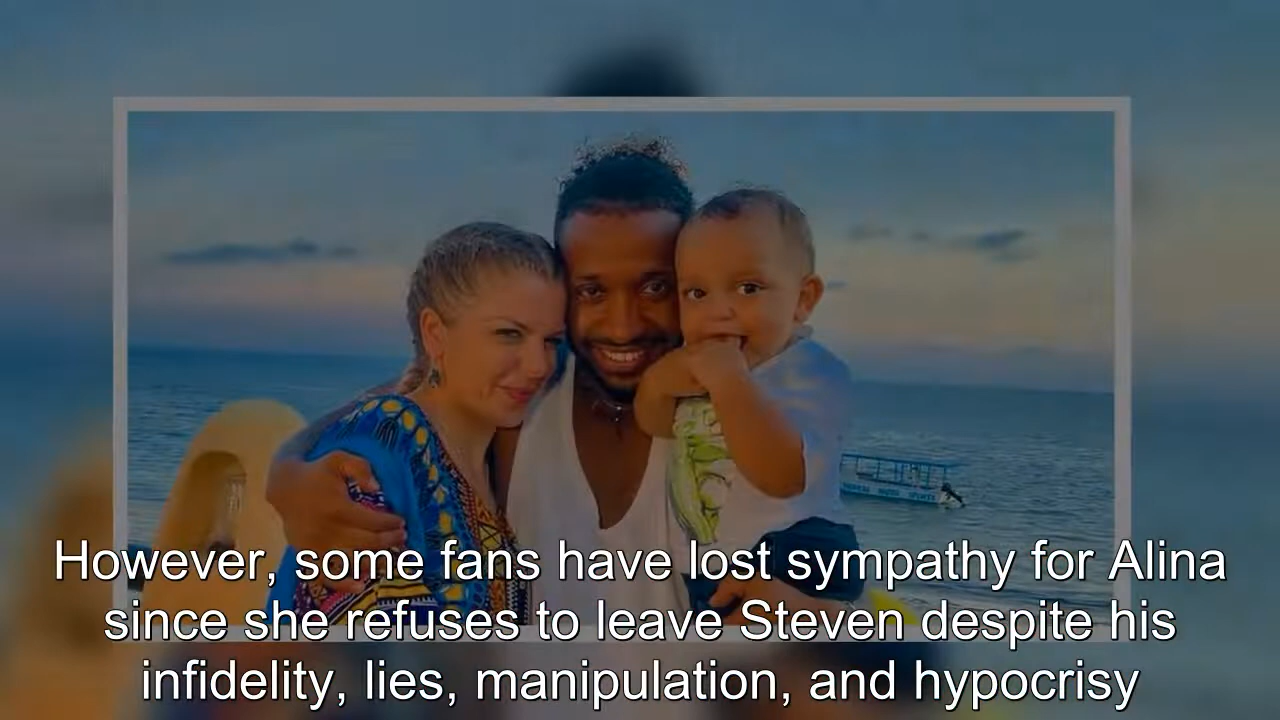 However, some fans have lost sympathy for Alina
since she refuses to leave Steven despite his
infidelity, lies, manipulation, and hypocrisy